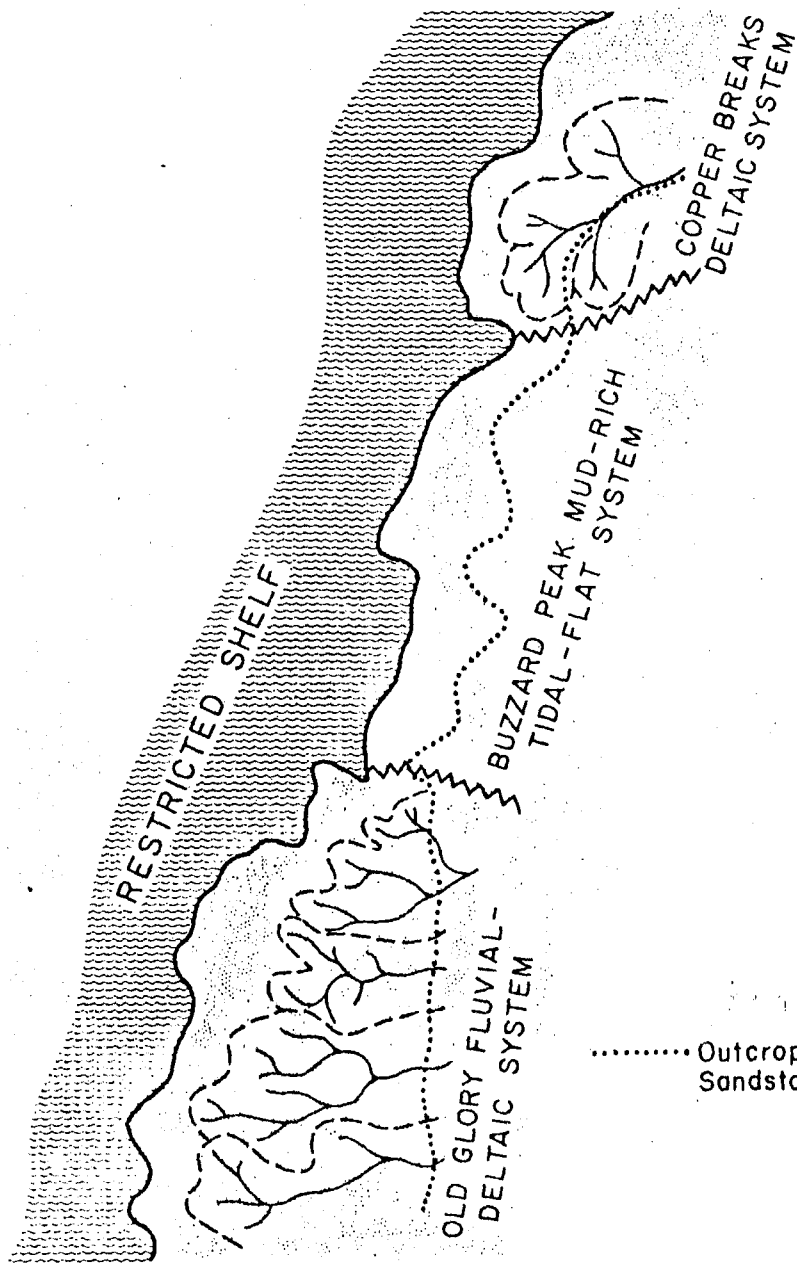 RESTRICTED SHELF
COPPER BREAKS
DELTAIC SYSTEM
BUZZARD PEAK MUD-RICH
TIDAL-FLAT SYSTEM
OLD GLORY FLUVIAL-
DELTAIC SYSTEM
Outcrop